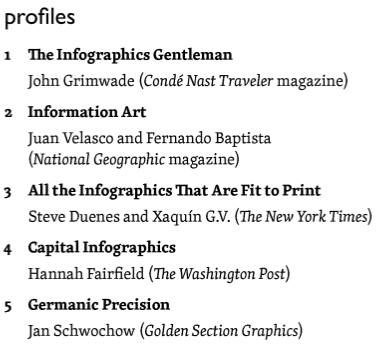 profiles
1 The Infographics Gentleman
John Grimwade (Condé Nast Traveler magazine)
2 Information Art
Juan Velasco and Fernando Baptista
(National Geographic magazine)
3 All the Infographics That Are Fit to Print
Steve Duenes and Xaquín G.V. (The New York Times)
4 Capital Infographics
Hannah Fairfield (The Washington Post)
5 Germanic Precision
Jan Schwochow (Golden Section Graphics)